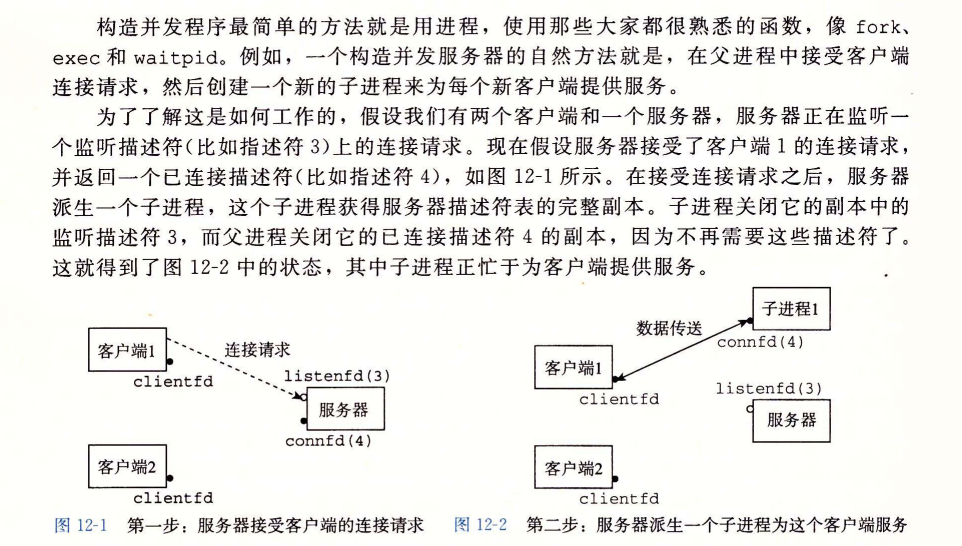 构造并发程序最简单的方法就是用进程，使用那些大家都很熟悉的函数，像 fork、
exec 和 waitpid。例如，一个构造并发服务器的自然方法就是，在父进程中接受客户端
连接请求，然后创建一个新的子进程来为每个新客户端提供服务。
为了了解这是如何工作的，假设我们有两个客户端和一个服务器，服务器正在监听一
个监听描述符(比如指述符 3)上的连接请求。现在假设服务器接受了客户端 1 的连接请求，
并返回一个已连接描述符(比如指述符 4)，如图 12-1 所示。在接受连接请求之后，服务器
派生一个子进程，这个子进程获得服务器描述符表的完整副本。子进程关闭它的副本中的
监听描述符 3，而父进程关闭它的已连接描述符 4 的副本，因为不再需要这些描述符了。
这就得到了图 12-2 中的状态，其中子进程正忙于为客户端提供服务。
客户端1
clientfd
连接请求
listenfd(3)
服务器
connfd(4)
客户端2
clientfd
图 12-1 第一步：服务器接受客户端的连接请求
子进程1
数据传送
connfd(4)
客户端1
clientfd
listenfd(3)
服务器
客户端2
clientfd
图 12-2 第二步：服务器派生一个子进程为这个客户端服务